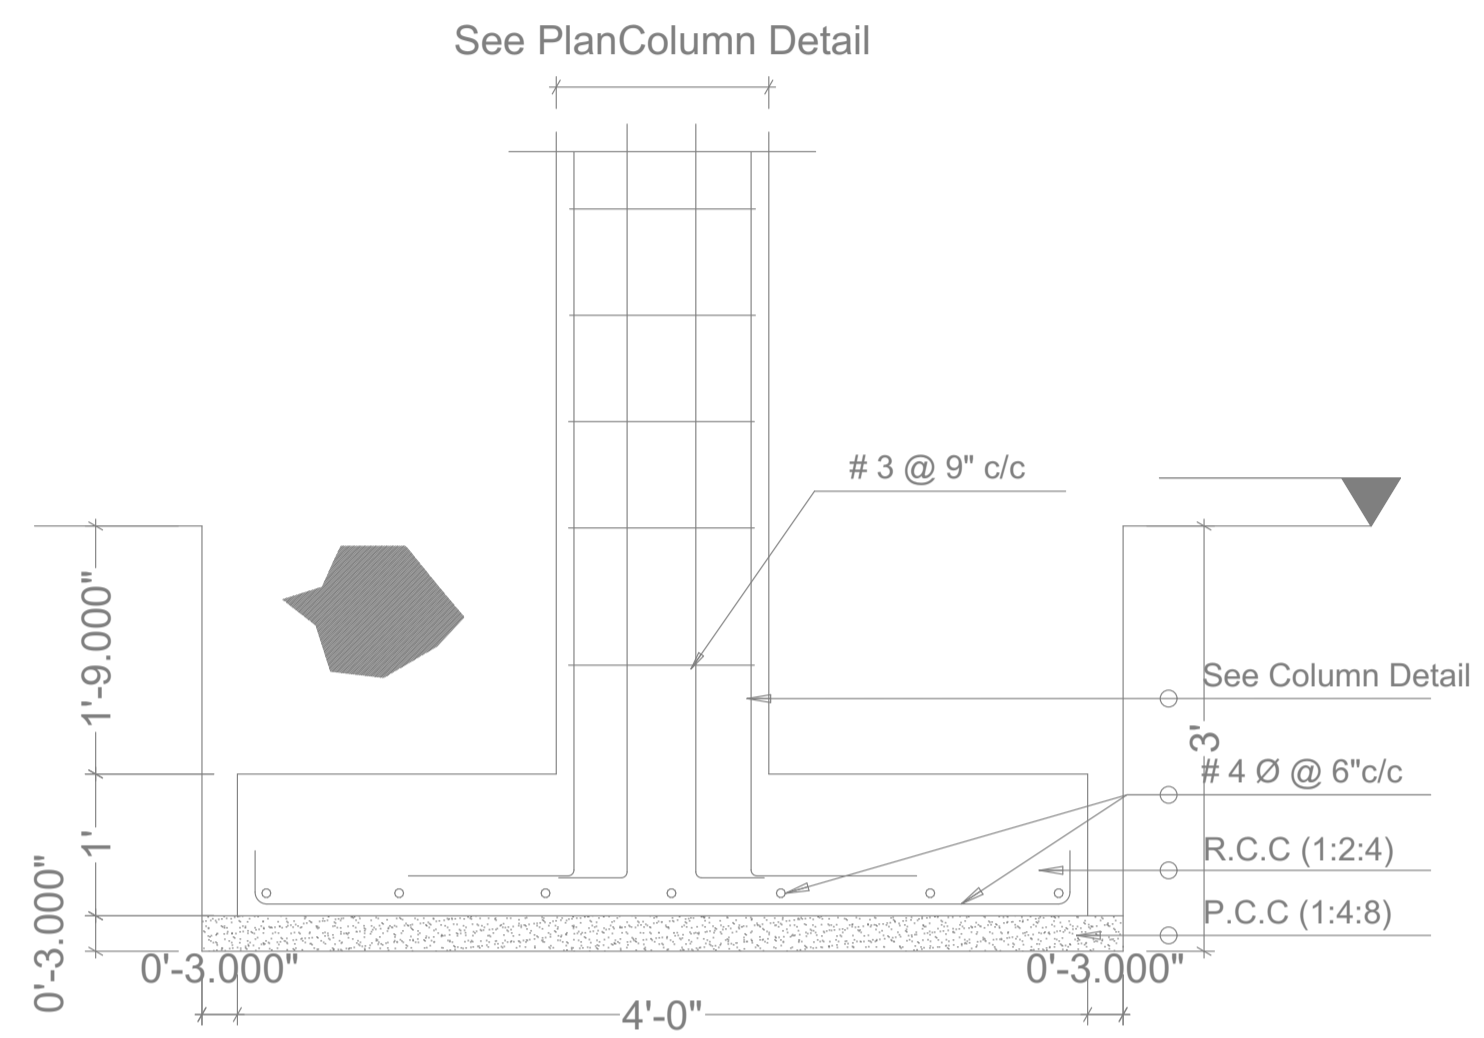 See PlanColumn Detail
# 3 @ 9" c/c
1'-9.000"
See Column Detail
3'
# 4 Ø @ 6"c/c
1'
R.C.C (1:2:4)
0'-3.000"
P.C.C (1:4:8)
0'-3.000"
0'-3.000"
4'-0"